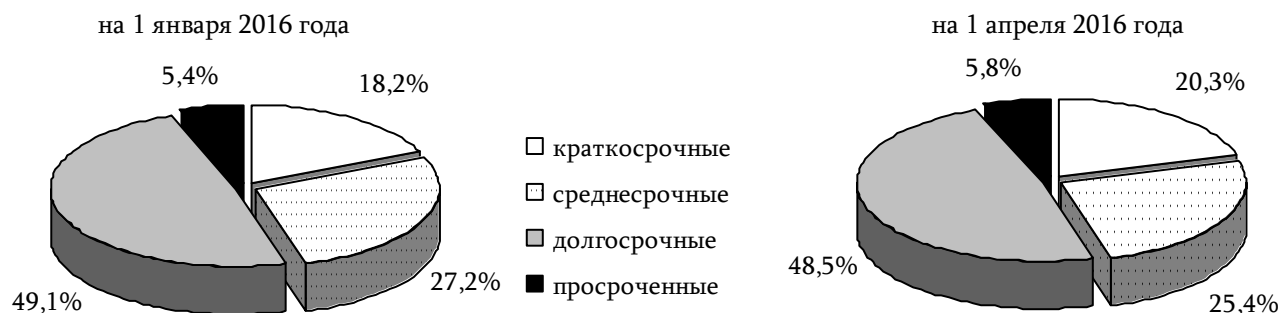 на 1 января 2016 года
5,4%
18,2%
27,2%
49,1%
краткосрочные
среднесрочные
долгосрочные
просроченные
на 1 апреля 2016 года
5,8%
20,3%
48,5%
25,4%